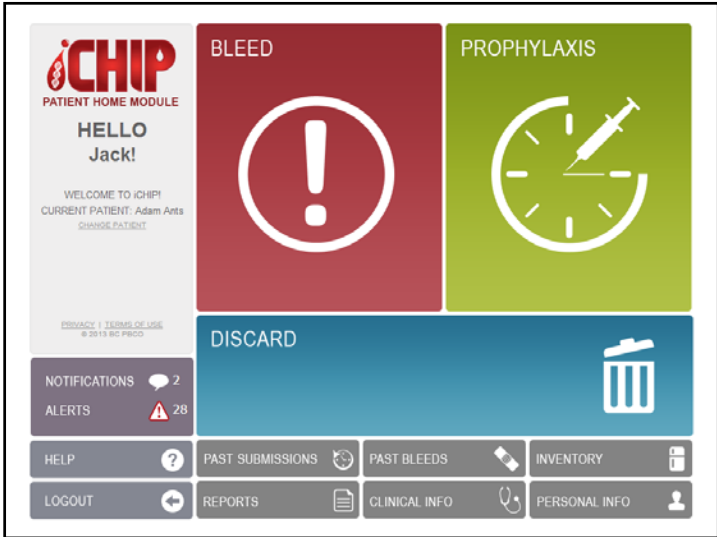 iCHIP
PATIENT HOME MODULE
HELLO
Jack!
WELCOME TO iCHIP!
CURRENT PATIENT: Adam Ants
CHANGE PATIENT
PRIVACY | TERMS OF USE
© 2013 BC PBCO
NOTIFICATIONS 2
ALERTS 28
HELP ?
LOGOUT
BLEED
!
PROPHYLAXIS
DISCARD
PAST SUBMISSIONS
PAST BLEEDS
INVENTORY
REPORTS
CLINICAL INFO
PERSONAL INFO